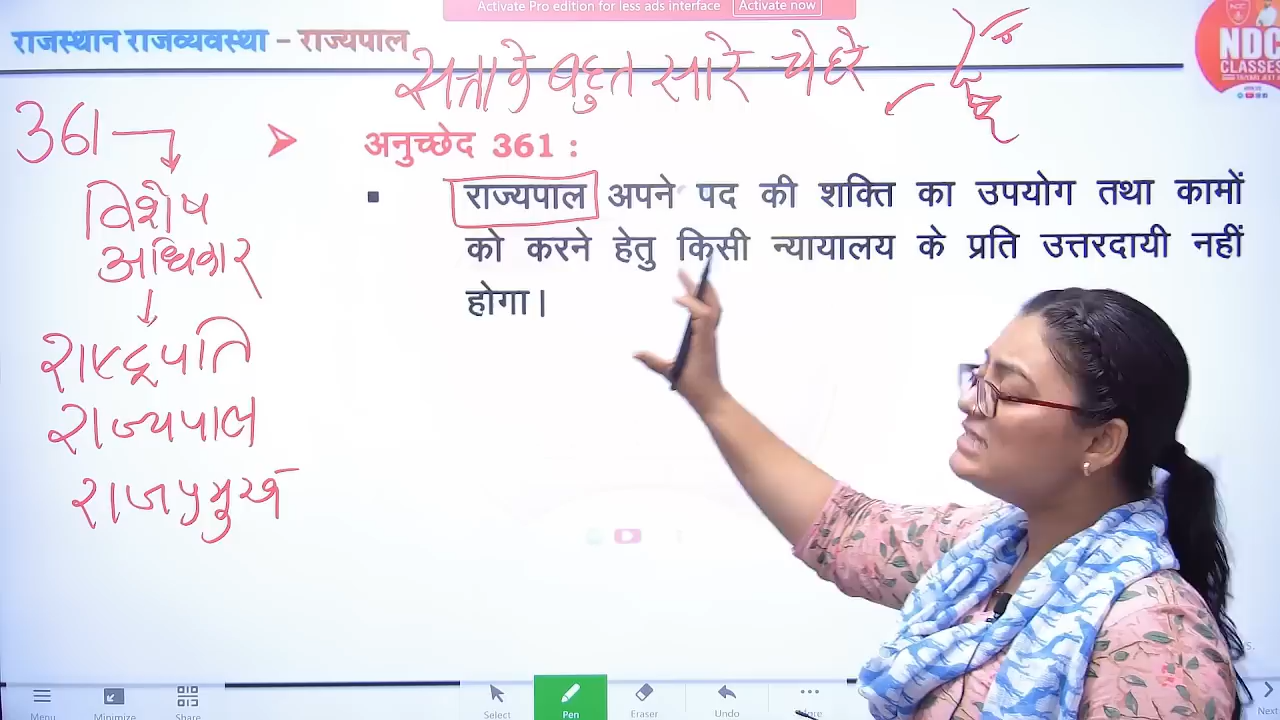 Activate Pro edition for less ads interface
Activate now
राजस्थान राजव्यवस्था – राज्यपाल
सत्ता के बहुत सारे चेहरे
NDC
CLASSES
361
अनुच्छेद 361 :
विशेष
अधिकार
राष्ट्रपति
राज्यपाल
राजप्रमुख
राज्यपाल अपने पद की शक्ति का उपयोग तथा कामों
को करने हेतु किसी न्यायालय के प्रति उत्तरदायी नहीं
होगा।
Menu
Minimize
Share
Select
Pen
Eraser
Undo
More
Next